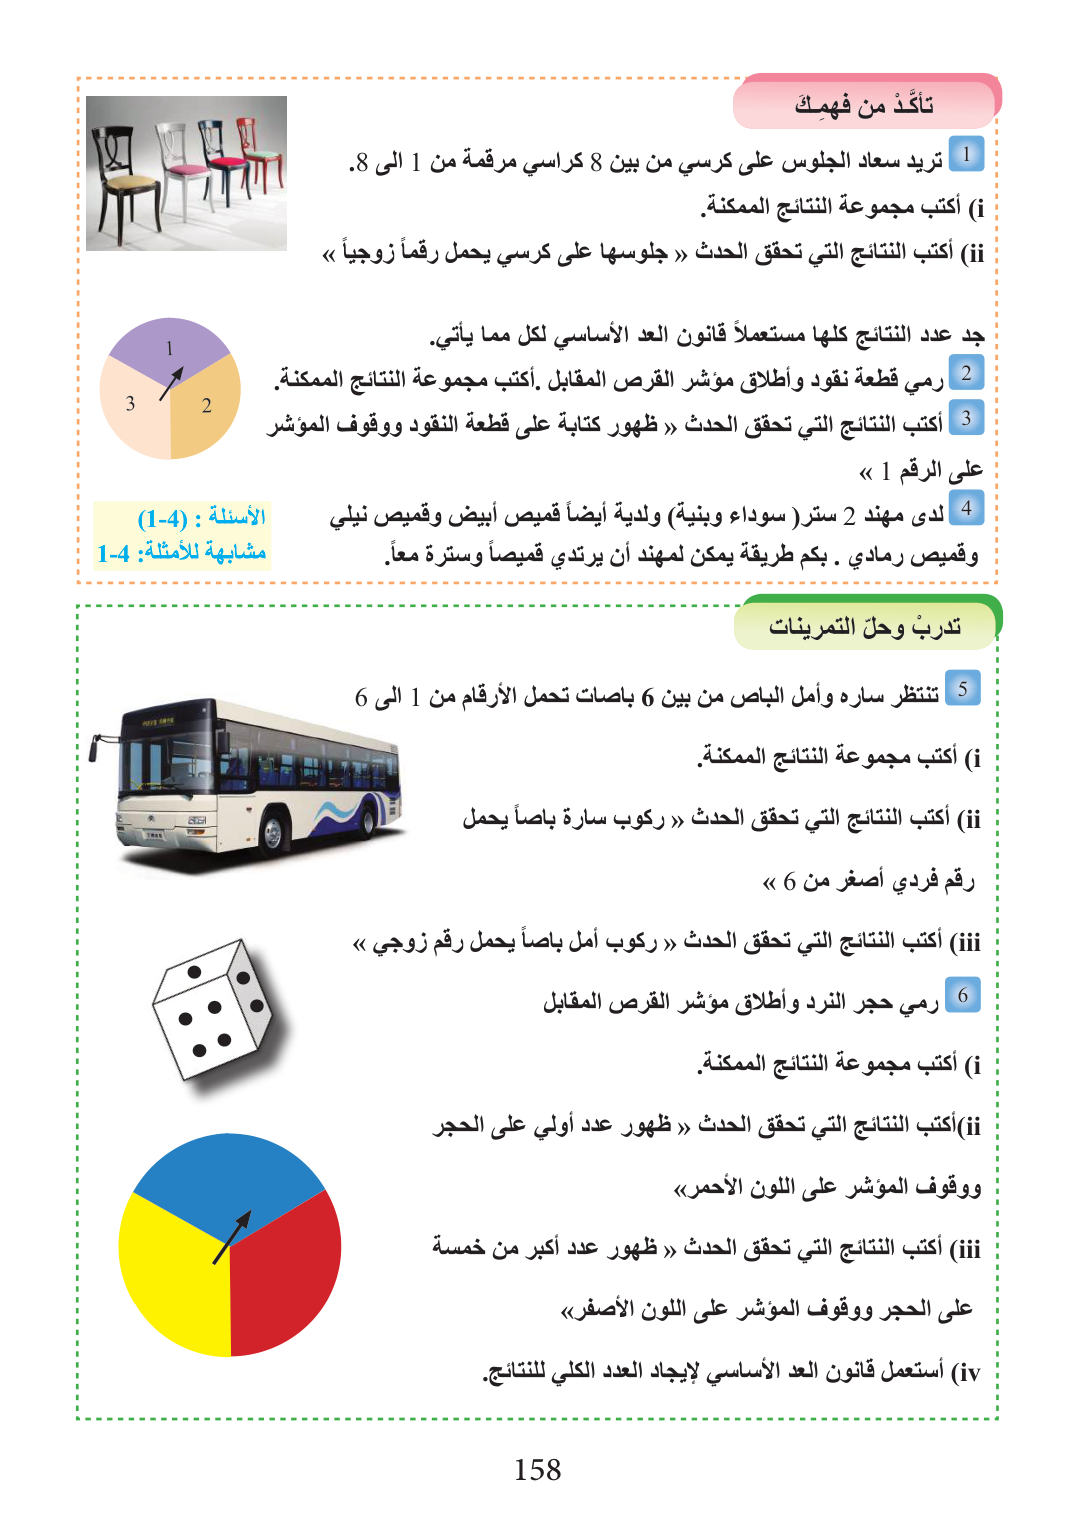 تأكَّدْ من فهمِكَ
1 تريد سعاد الجلوس على كرسي من بين 8 كراسي مرقمة من 1 الى 8.
i) أكتب مجموعة النتائج الممكنة.
ii) أكتب النتائج التي تحقق الحدث « جلوسها على كرسي يحمل رقماً زوجياً »
جد عدد النتائج كلها مستعملاً قانون العد الأساسي لكل مما يأتي.
2 رمي قطعة نقود وأطلاق مؤشر القرص المقابل .أكتب مجموعة النتائج الممكنة.
3 أكتب النتائج التي تحقق الحدث « ظهور كتابة على قطعة النقود ووقوف المؤشر
على الرقم 1 »
1
2
3
4 لدى مهند 2 ستر( سوداء وبنية) ولدية أيضاً قميص أبيض وقميص نيلي
وقميص رمادي . بكم طريقة يمكن لمهند أن يرتدي قميصاً وسترة معاً.
الأسئلة : (4-1)
مشابهة للأمثلة: 4-1
تدربْ وحلّ التمرينات
5 تنتظر ساره وأمل الباص من بين 6 باصات تحمل الأرقام من 1 الى 6
i) أكتب مجموعة النتائج الممكنة.
ii) أكتب النتائج التي تحقق الحدث « ركوب سارة باصاً يحمل
رقم فردي أصغر من 6 »
iii) أكتب النتائج التي تحقق الحدث « ركوب أمل باصاً يحمل رقم زوجي »
6 رمي حجر النرد وأطلاق مؤشر القرص المقابل
i) أكتب مجموعة النتائج الممكنة.
ii)أكتب النتائج التي تحقق الحدث « ظهور عدد أولي على الحجر
ووقوف المؤشر على اللون الأحمر»
iii) أكتب النتائج التي تحقق الحدث « ظهور عدد أكبر من خمسة
على الحجر ووقوف المؤشر على اللون الأصفر»
iv) أستعمل قانون العد الأساسي لإيجاد العدد الكلي للنتائج.
158